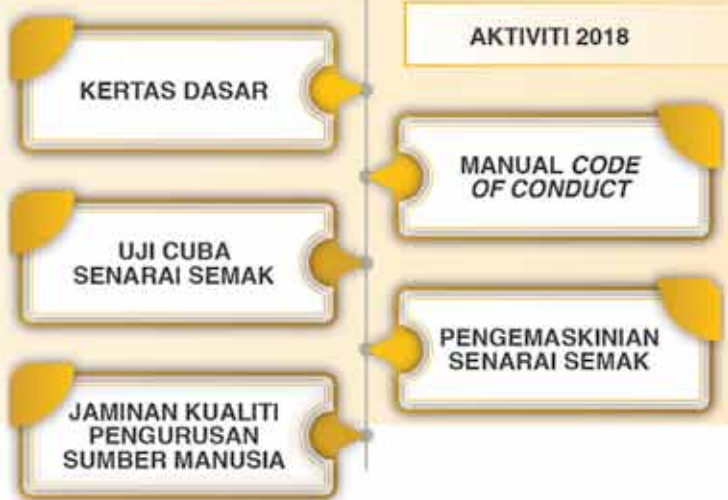 AKTIVITI 2018
KERTAS DASAR
MANUAL CODE
OF CONDUCT
UJI CUBA
SENARAI SEMAK
PENGEMASKINIAN
SENARAI SEMAK
JAMINAN KUALITI
PENGURUSAN
SUMBER MANUSIA